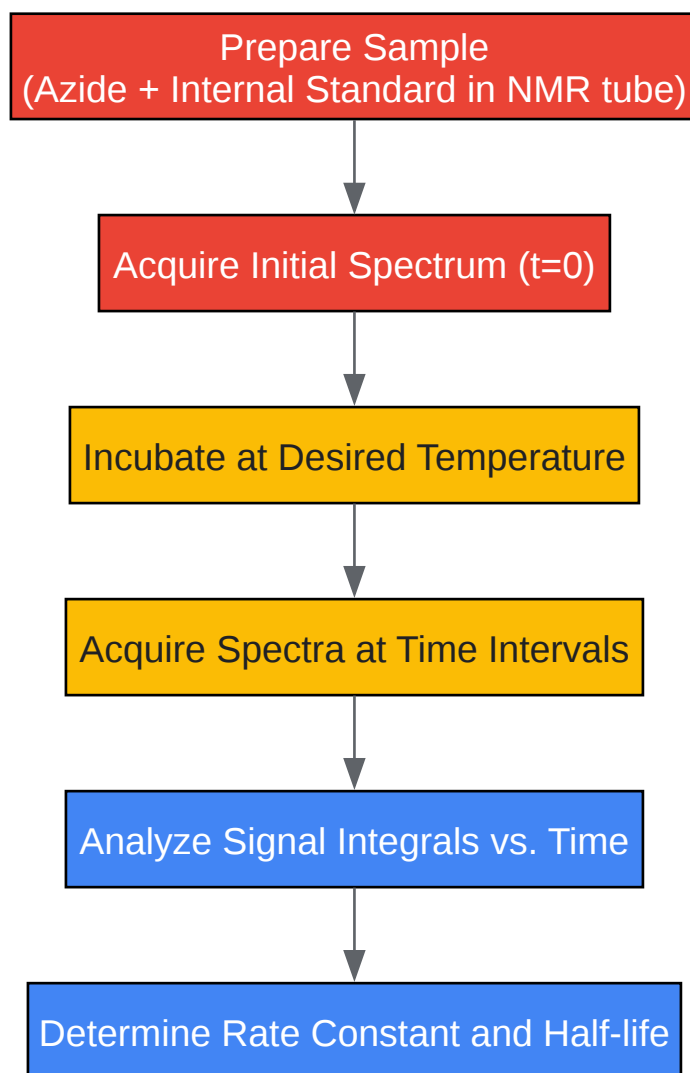 Prepare Sample
(Azide + Internal Standard in NMR tube)
Acquire Initial Spectrum (t=0)
Incubate at Desired Temperature
Acquire Spectra at Time Intervals
Analyze Signal Integrals vs. Time
Determine Rate Constant and Half-life